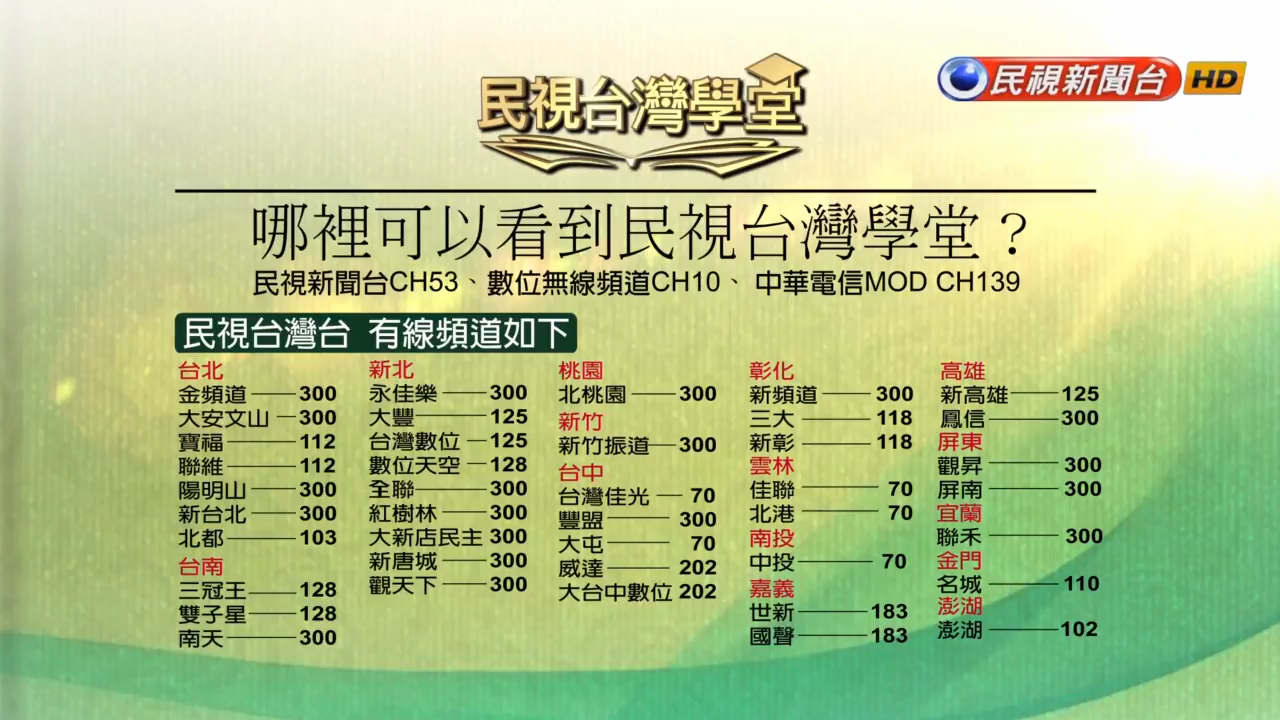 民視台灣學堂
民視新聞台 HD
哪裡可以看到民視台灣學堂？
民視新聞台CH53、數位無線頻道CH10、 中華電信MOD CH139
民視台灣台 有線頻道如下
台北
金頻道 300
大安文山 300
寶福 112
聯維 112
陽明山 300
新台北 300
北都 103
台南
三冠王 128
雙子星 128
南天 300
新北
永佳樂 300
大豐 125
台灣數位 125
數位天空 128
全聯 300
紅樹林 300
大新店民主 300
新唐城 300
觀天下 300
桃園
北桃園 300
新竹
新竹振道 300
台中
台灣佳光 70
豐盟 300
大屯 70
威達 202
大台中數位 202
彰化
新頻道 300
三大 118
新彰 118
雲林
佳聯 70
北港 70
南投
中投 70
嘉義
世新 183
國聲 183
高雄
新高雄 125
鳳信 300
屏東
觀昇 300
屏南 300
宜蘭
聯禾 300
金門
名城 110
澎湖
澎湖 102